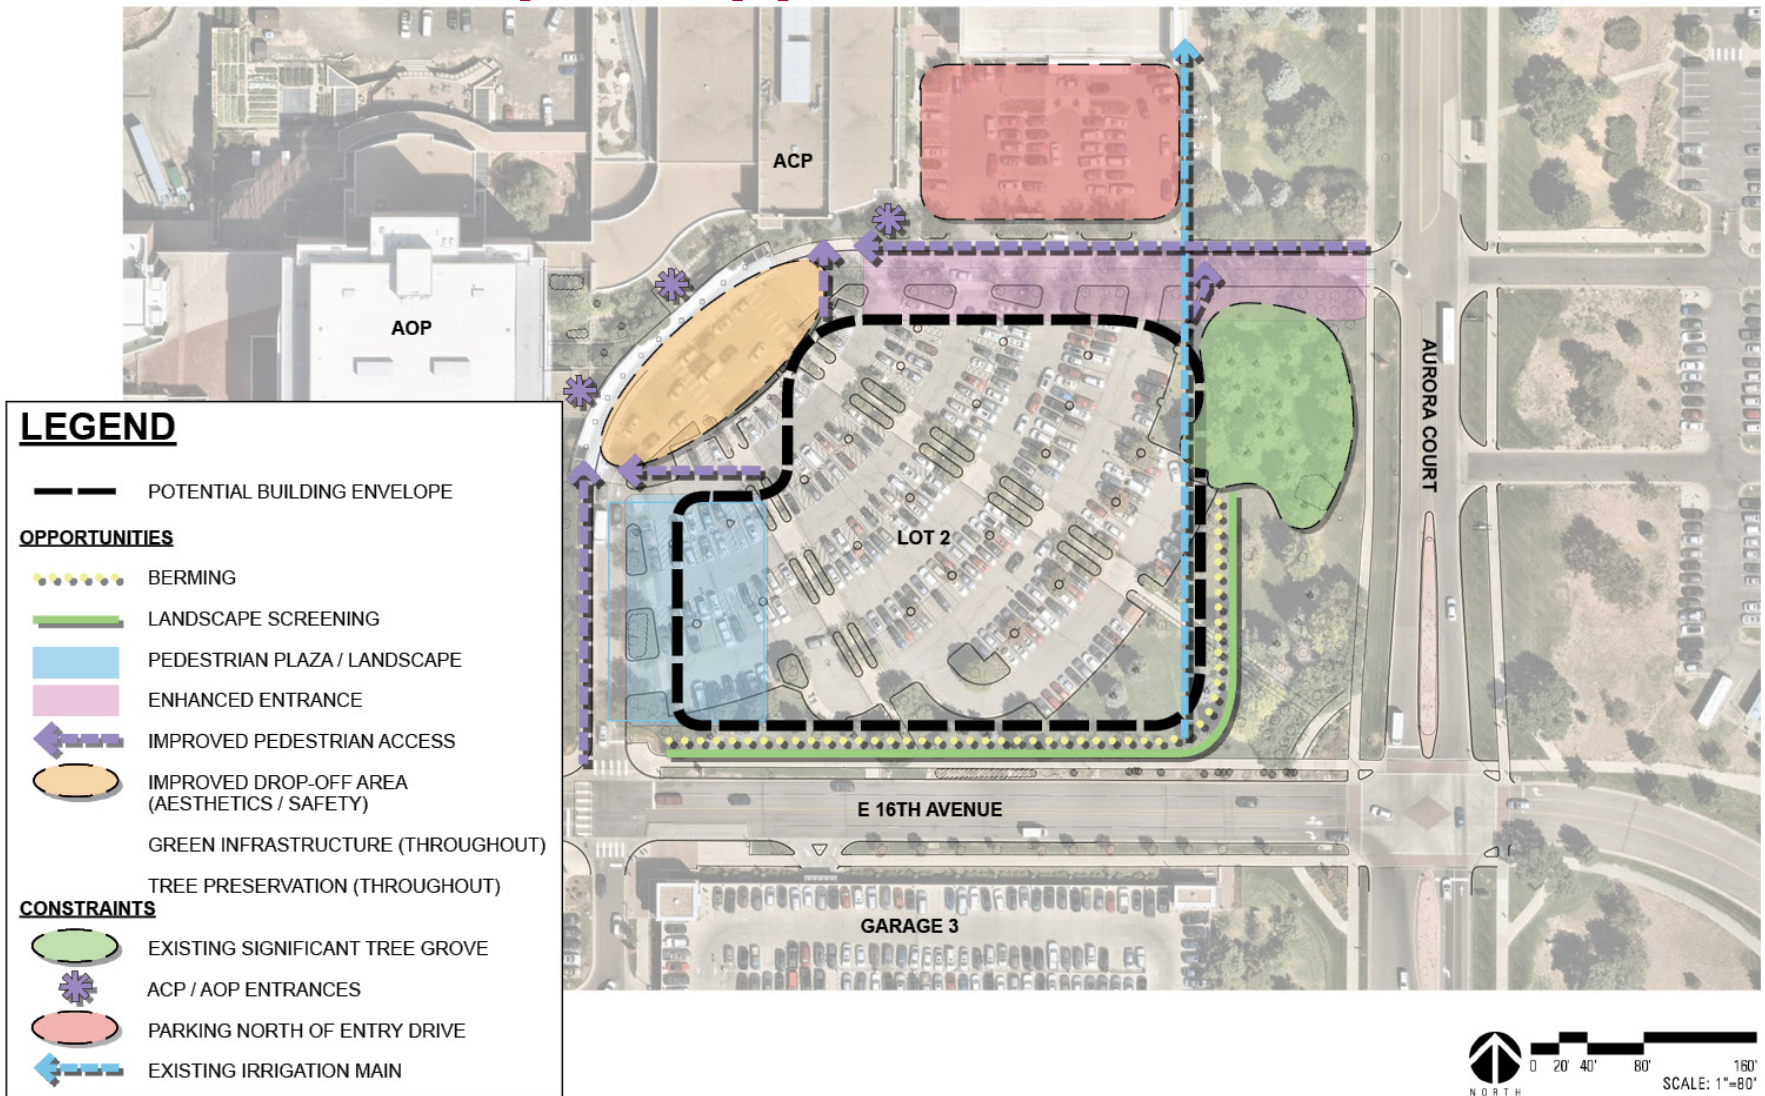 ACP
AOP
AURORA COURT
LOT 2
E 16TH AVENUE
GARAGE 3
LEGEND
POTENTIAL BUILDING ENVELOPE
OPPORTUNITIES
BERMING
LANDSCAPE SCREENING
PEDESTRIAN PLAZA / LANDSCAPE
ENHANCED ENTRANCE
IMPROVED PEDESTRIAN ACCESS
IMPROVED DROP-OFF AREA
(AESTHETICS / SAFETY)
GREEN INFRASTRUCTURE (THROUGHOUT)
TREE PRESERVATION (THROUGHOUT)
CONSTRAINTS
EXISTING SIGNIFICANT TREE GROVE
ACP / AOP ENTRANCES
PARKING NORTH OF ENTRY DRIVE
EXISTING IRRIGATION MAIN
NORTH
0 20' 40' 80' 160'
SCALE: 1"=80'